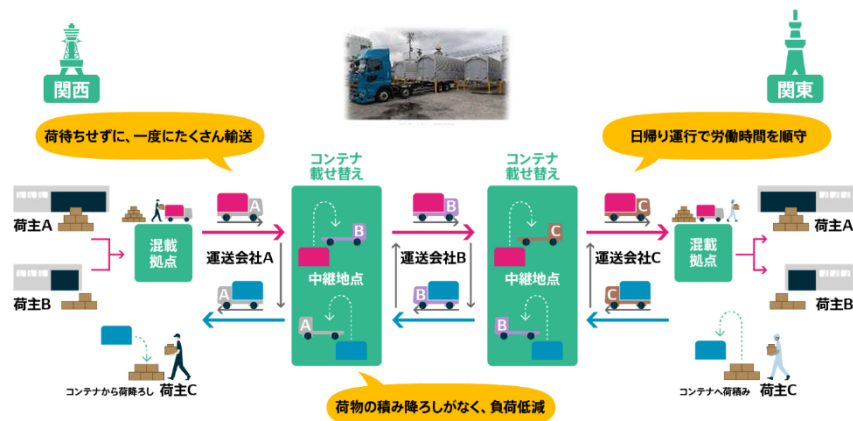 関西
関東
荷待ちせずに、一度にたくさん輸送
日帰り運行で労働時間を順守
コンテナ
載せ替え
コンテナ
載せ替え
荷主A
荷主B
混載
拠点
A
運送会社A
A
B
中継地点
A
B
運送会社B
B
C
中継地点
B
C
運送会社C
C
混載
拠点
荷主A
荷主B
コンテナから荷降ろし 荷主C
コンテナへ荷積み 荷主C
荷物の積み降ろしがなく、負荷低減